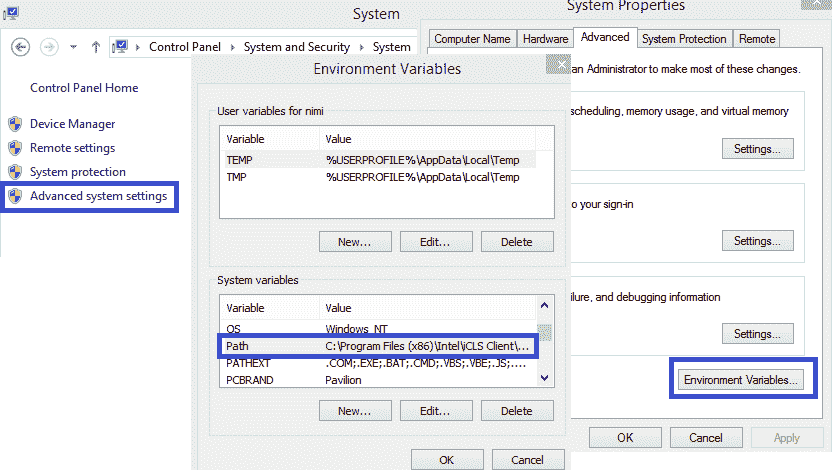 System
Control Panel
System and Security
System
Control Panel Home
Device Manager
Remote settings
System protection
Advanced system settings
Environment Variables
User variables for nimi
Variable Value
TEMP %USERPROFILE%\AppData\Local\Temp
TMP %USERPROFILE%\AppData\Local\Temp
New... Edit... Delete
System variables
Variable Value
OS Windows_NT
Path C:\Program Files (x86)\Intel\iCLS Client\...
PATHEXT .COM;.EXE;.BAT;.CMD;.VBS;.VBE;.JS;....
PCBRAND Pavilion
New... Edit... Delete
OK Cancel
System Properties
Computer Name Hardware Advanced System Protection Remote
an Administrator to make most of these changes.
scheduling, memory usage, and virtual memory
Settings...
o your sign-in
Settings...
ilure, and debugging information
Settings...
Environment Variables...
OK Cancel Apply